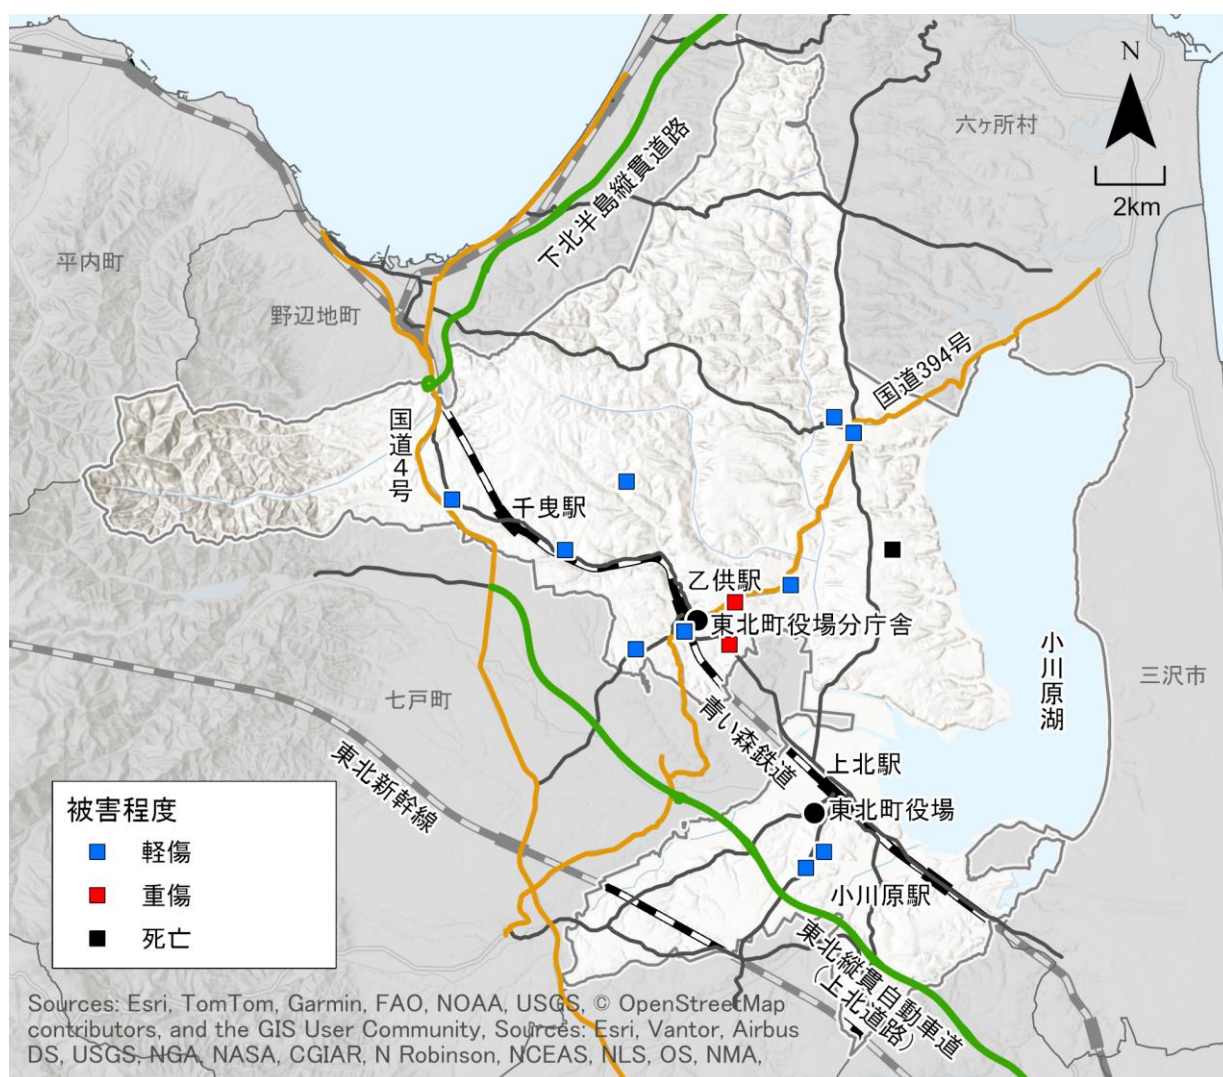 N
2km
六ヶ所村
下北半島縦貫道路
平内町
野辺地町
国道394号
国道4号
千曳駅
乙供駅
東北町役場分庁舎
小川原湖
三沢市
七戸町
青い森鉄道
上北駅
東北新幹線
東北町役場
小川原駅
東北縦貫自動車道
(上北道路)
被害程度
軽傷
重傷
死亡
Sources: Esri, TomTom, Garmin, FAO, NOAA, USGS, © OpenStreetMap
contributors, and the GIS User Community, Sources: Esri, Vantor, Airbus
DS, USGS, NGA, NASA, CGIAR, N Robinson, NCEAS, NLS, OS, NMA,